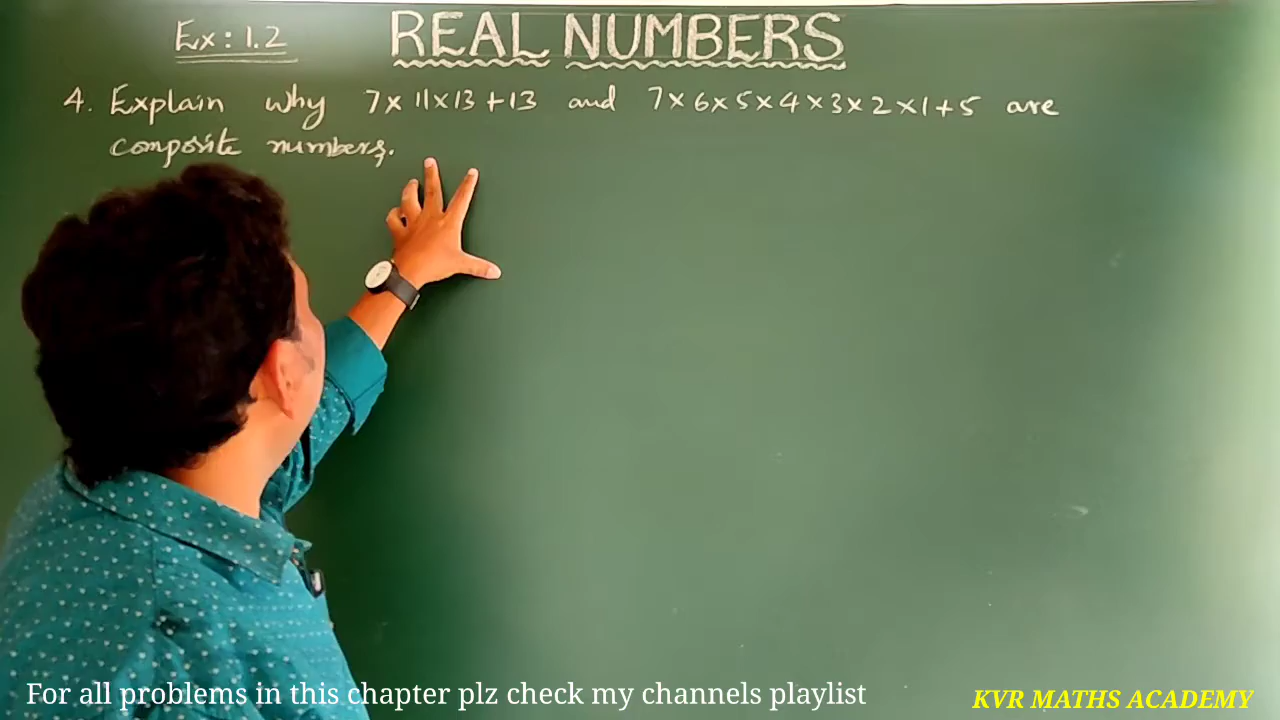 Ex: 1.2
REAL NUMBERS
4. Explain why 7 × 11 × 13 + 13 and 7 × 6 × 5 × 4 × 3 × 2 × 1 + 5 are
composite numbers.
For all problems in this chapter plz check my channels playlist
KVR MATHS ACADEMY